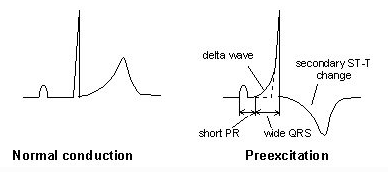 delta wave
secondary ST-T
change
short PR
wide QRS
Normal conduction
Preexcitation